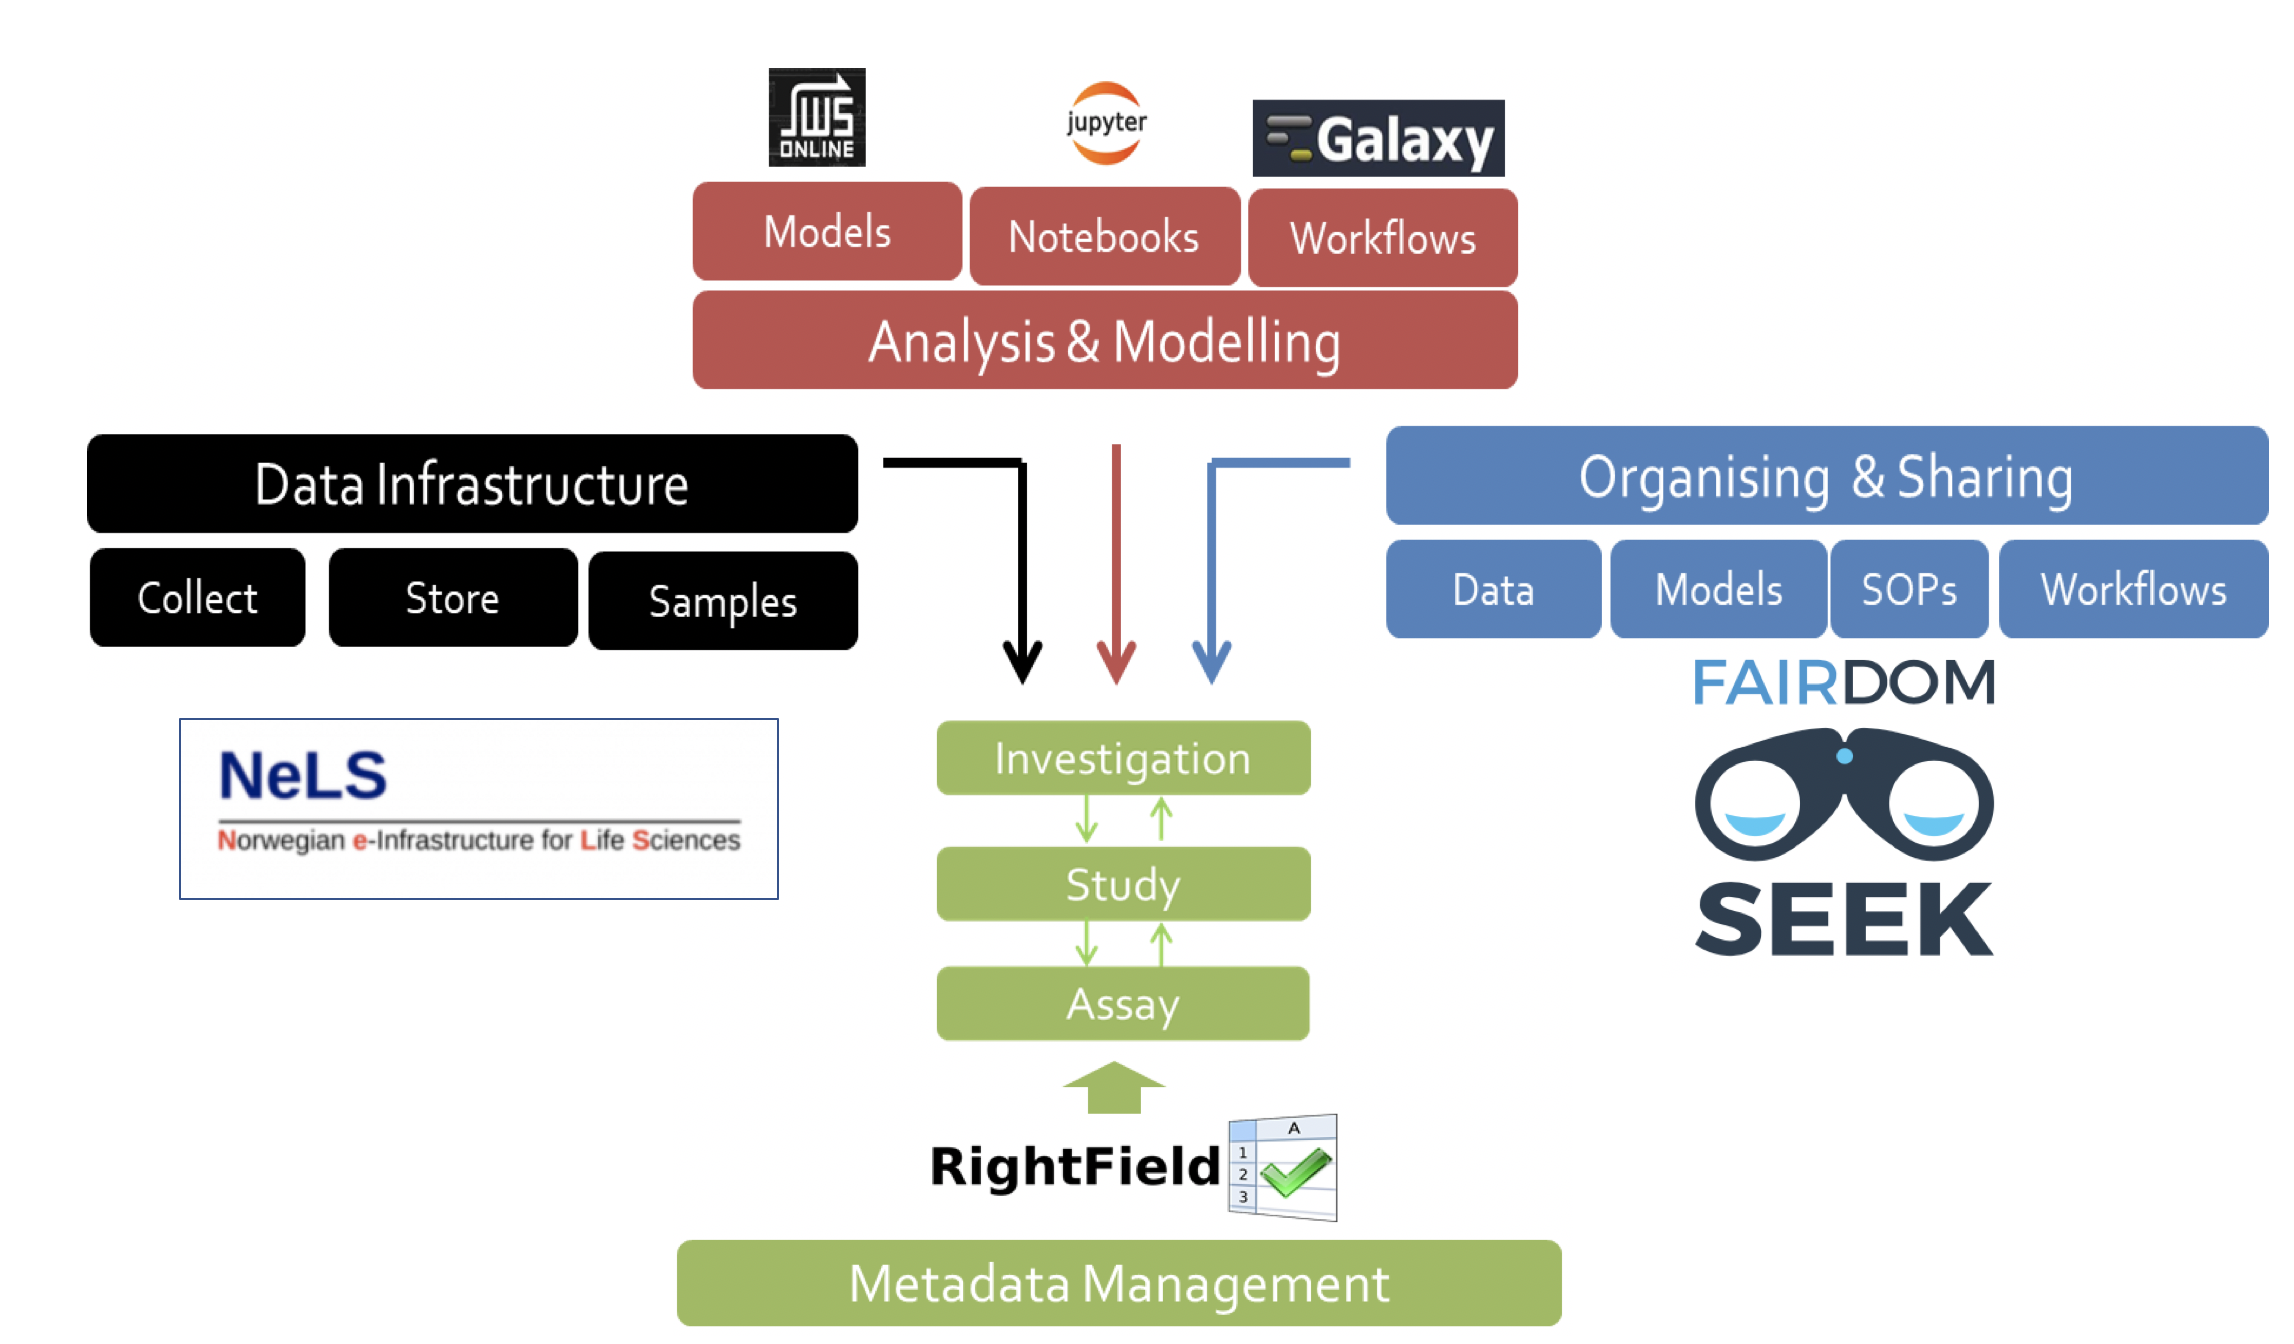 JWS
ONLINE
jupyter
Galaxy
Models
Notebooks
Workflows
Analysis & Modelling
Data Infrastructure
Collect
Store
Samples
NeLS
Norwegian e-Infrastructure for Life Sciences
Organising & Sharing
Data
Models
SOPs
Workflows
FAIRDOM
SEEK
Investigation
Study
Assay
RightField
A
1
2
3
Metadata Management